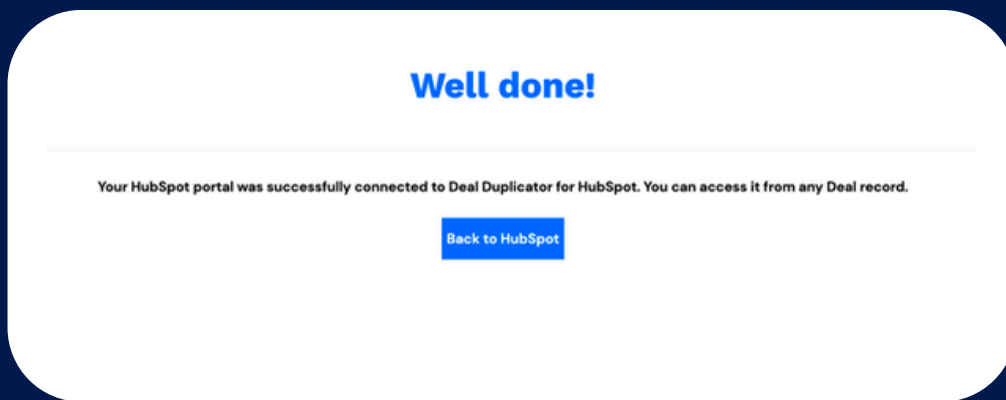 Well done!
Your HubSpot portal was successfully connected to Deal Duplicator for HubSpot. You can access it from any Deal record.
Back to HubSpot